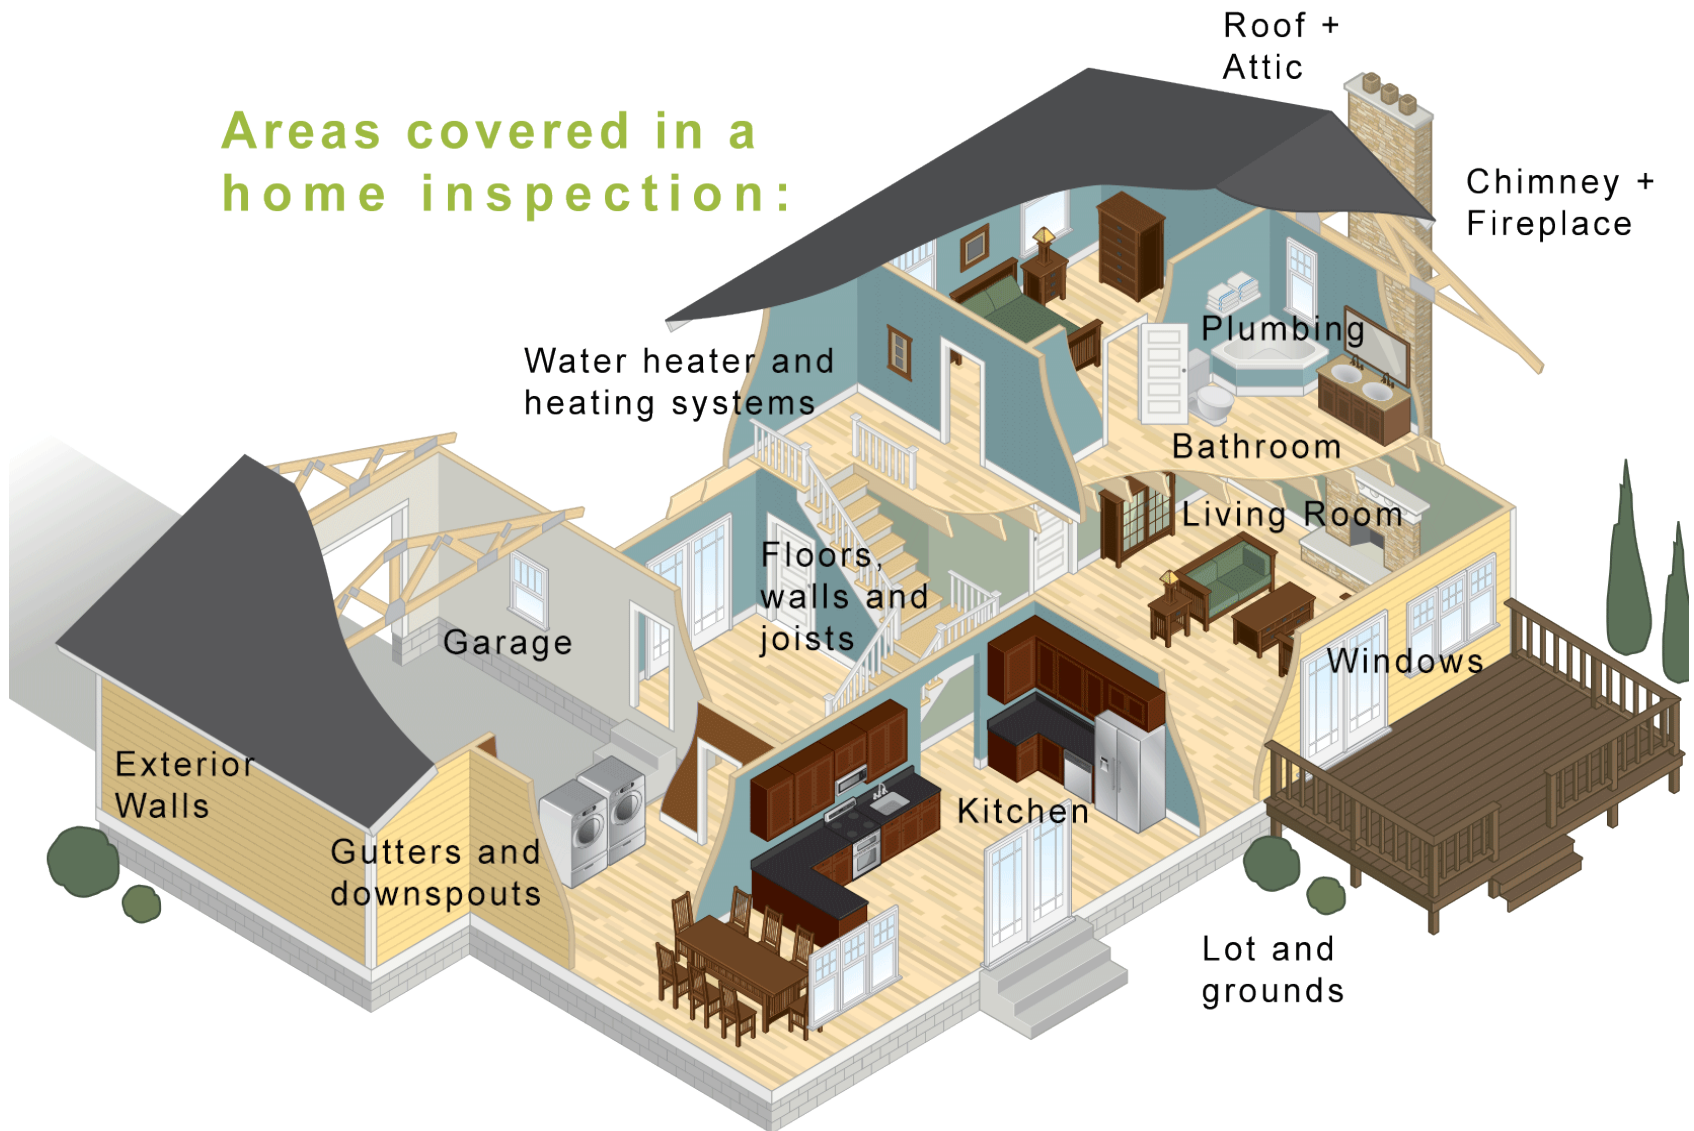 Areas covered in a
home inspection:
Roof +
Attic
Chimney +
Fireplace
Water heater and
heating systems
Plumbing
Bathroom
Living Room
Floors,
walls and
joists
Garage
Windows
Exterior
Walls
Kitchen
Gutters and
downspouts
Lot and
grounds